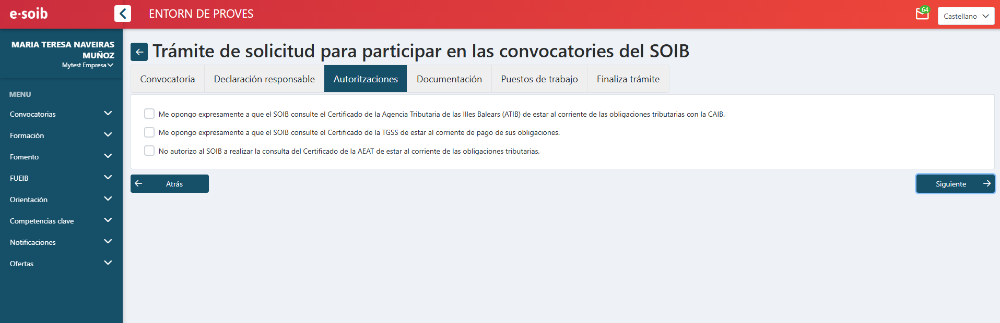 e·soib
ENTORN DE PROVES
64
Castellano
MARIA TERESA NAVEIRAS
MUÑOZ
Mytest Empresa
MENU
Convocatorias
Formación
Fomento
FUEIB
Orientación
Competencias clave
Notificaciones
Ofertas
Trámite de solicitud para participar en las convocatories del SOIB
Convocatoria
Declaración responsable
Autoritzaciones
Documentación
Puestos de trabajo
Finaliza trámite
Me opongo expresamente a que el SOIB consulte el Certificado de la Agencia Tributaria de las Illes Balears (ATIB) de estar al corriente de las obligaciones tributarias con la CAIB.
Me opongo expresamente a que el SOIB consulte el Certificado de la TGSS de estar al corriente de pago de sus obligaciones.
No autorizo al SOIB a realizar la consulta del Certificado de la AEAT de estar al corriente de las obligaciones tributarias.
Atrás
Siguiente